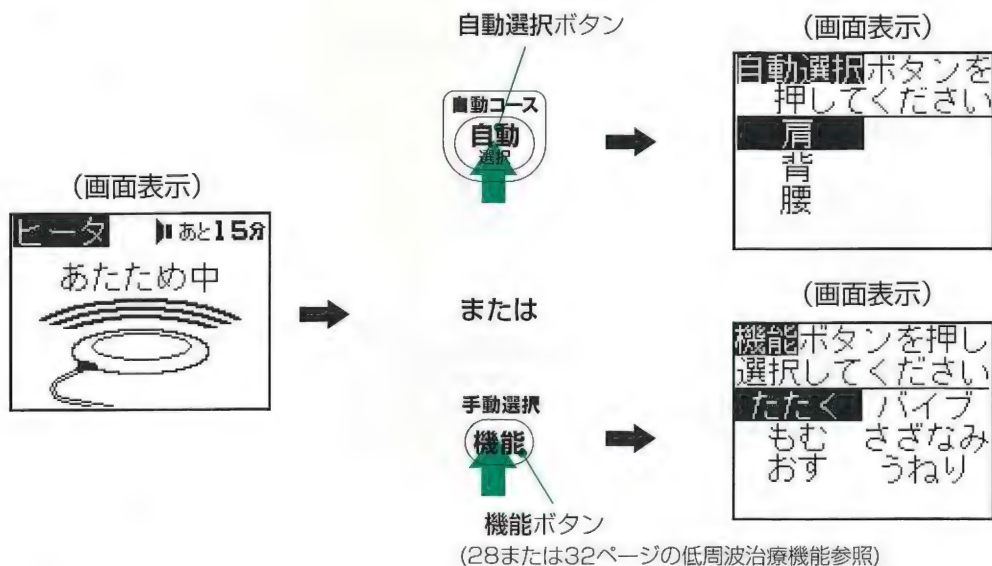 (画面表示)
ヒータ あと15分
あたため中
自動選択ボタン
自動コース
自動
選択
(画面表示)
自動選択ボタンを
押してください
肩
背
腰
または
手動選択
機能
機能ボタン
(28または32ページの低周波治療機能参照)
(画面表示)
機能ボタンを押し
選択してください
たたく バイブ
もむ さざなみ
おす うねり